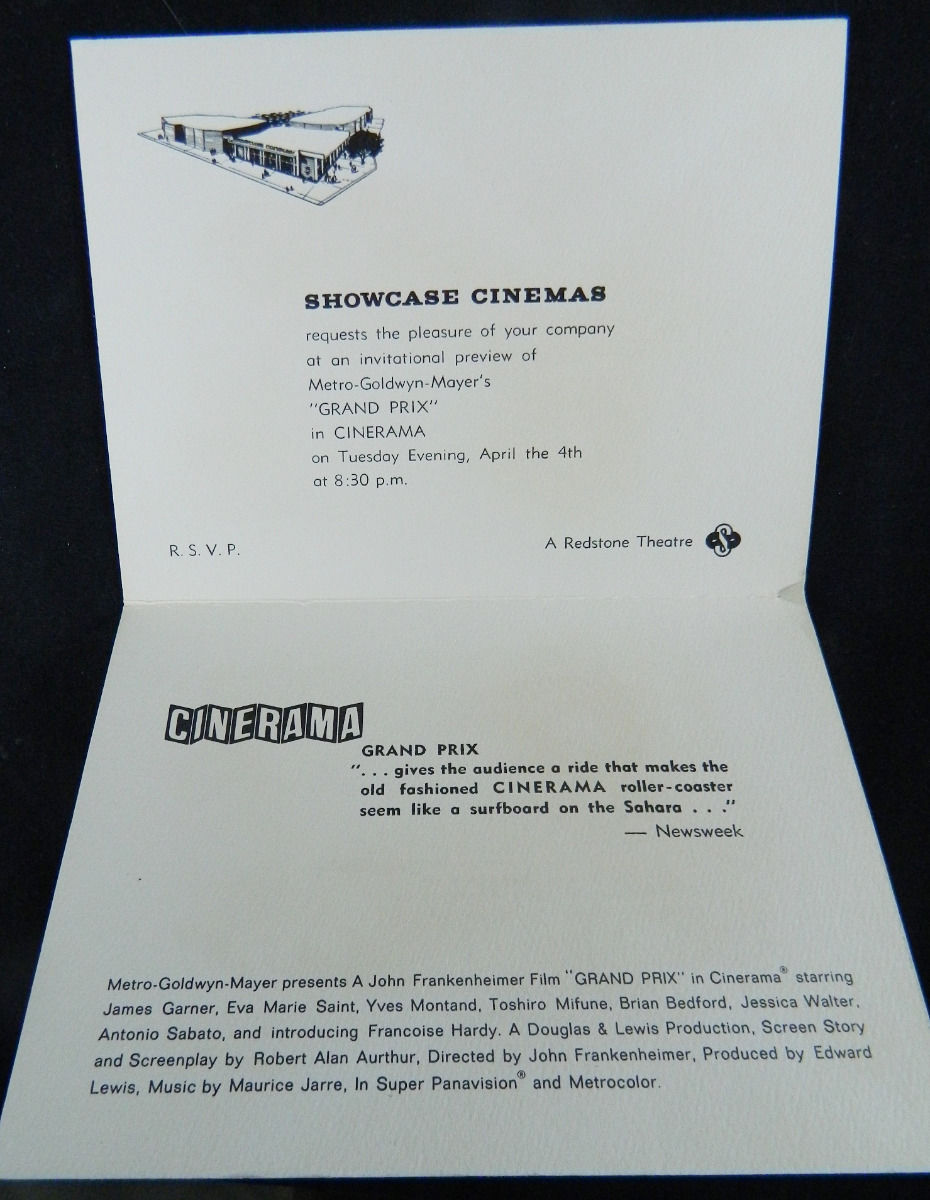 SHOWCASE CINEMAS
requests the pleasure of your company
at an invitational preview of
Metro-Goldwyn-Mayer's
"GRAND PRIX"
in CINERAMA
on Tuesday Evening, April the 4th
at 8:30 p.m.
R. S. V. P.
A Redstone Theatre
CINERAMA
GRAND PRIX
". . . gives the audience a ride that makes the
old fashioned CINERAMA roller-coaster
seem like a surfboard on the Sahara . . ."
— Newsweek
Metro-Goldwyn-Mayer presents A John Frankenheimer Film "GRAND PRIX" in Cinerama® starring
James Garner, Eva Marie Saint, Yves Montand, Toshiro Mifune, Brian Bedford, Jessica Walter,
Antonio Sabato, and introducing Francoise Hardy. A Douglas & Lewis Production, Screen Story
and Screenplay by Robert Alan Aurthur, Directed by John Frankenheimer, Produced by Edward
Lewis, Music by Maurice Jarre, In Super Panavision® and Metrocolor.